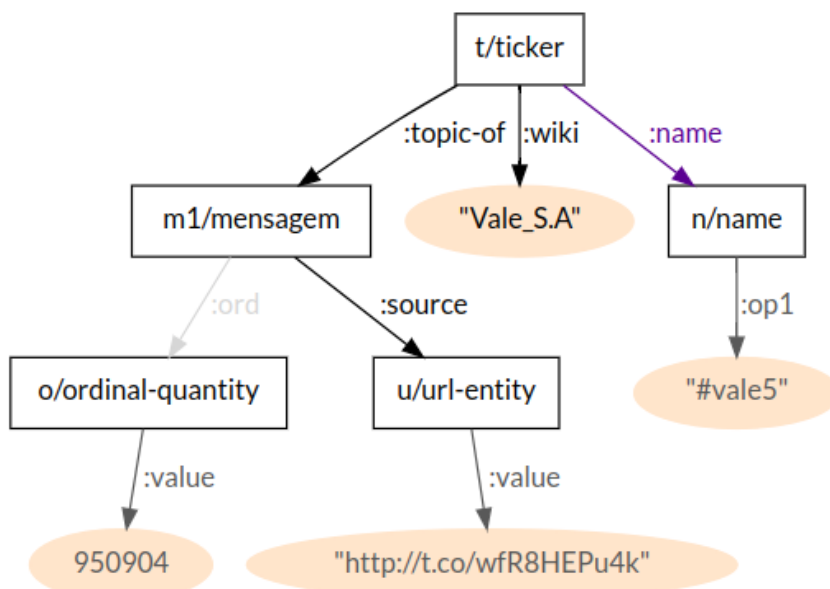 t/ticker
:topic-of :wiki :name
m1/mensagem "Vale_S.A" n/name
:ord :source :op1
o/ordinal-quantity u/url-entity "#vale5"
:value :value
950904 "http://t.co/wfR8HEPu4k"